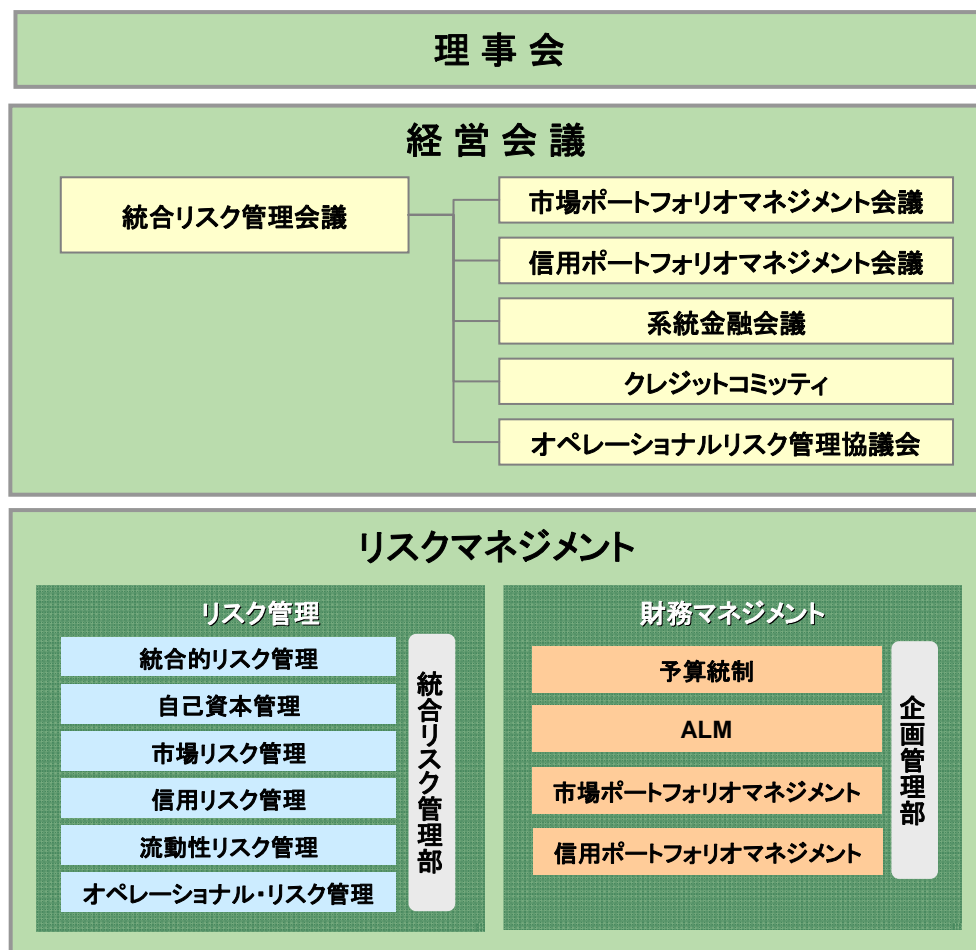 理事会
経営会議
統合リスク管理会議
市場ポートフォリオマネジメント会議
信用ポートフォリオマネジメント会議
系統金融会議
クレジットコミッティ
オペレーショナルリスク管理協議会
リスクマネジメント
リスク管理
統合的リスク管理
自己資本管理
市場リスク管理
信用リスク管理
流動性リスク管理
オペレーショナル・リスク管理
統合リスク管理部
財務マネジメント
予算統制
ALM
市場ポートフォリオマネジメント
信用ポートフォリオマネジメント
企画管理部